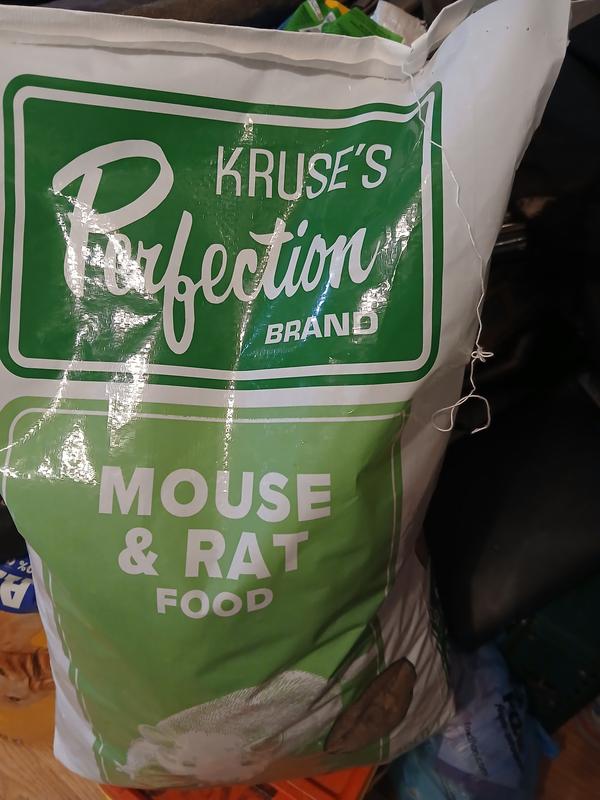 KRUSE'S
Perfection
BRAND
MOUSE
& RAT
FOOD